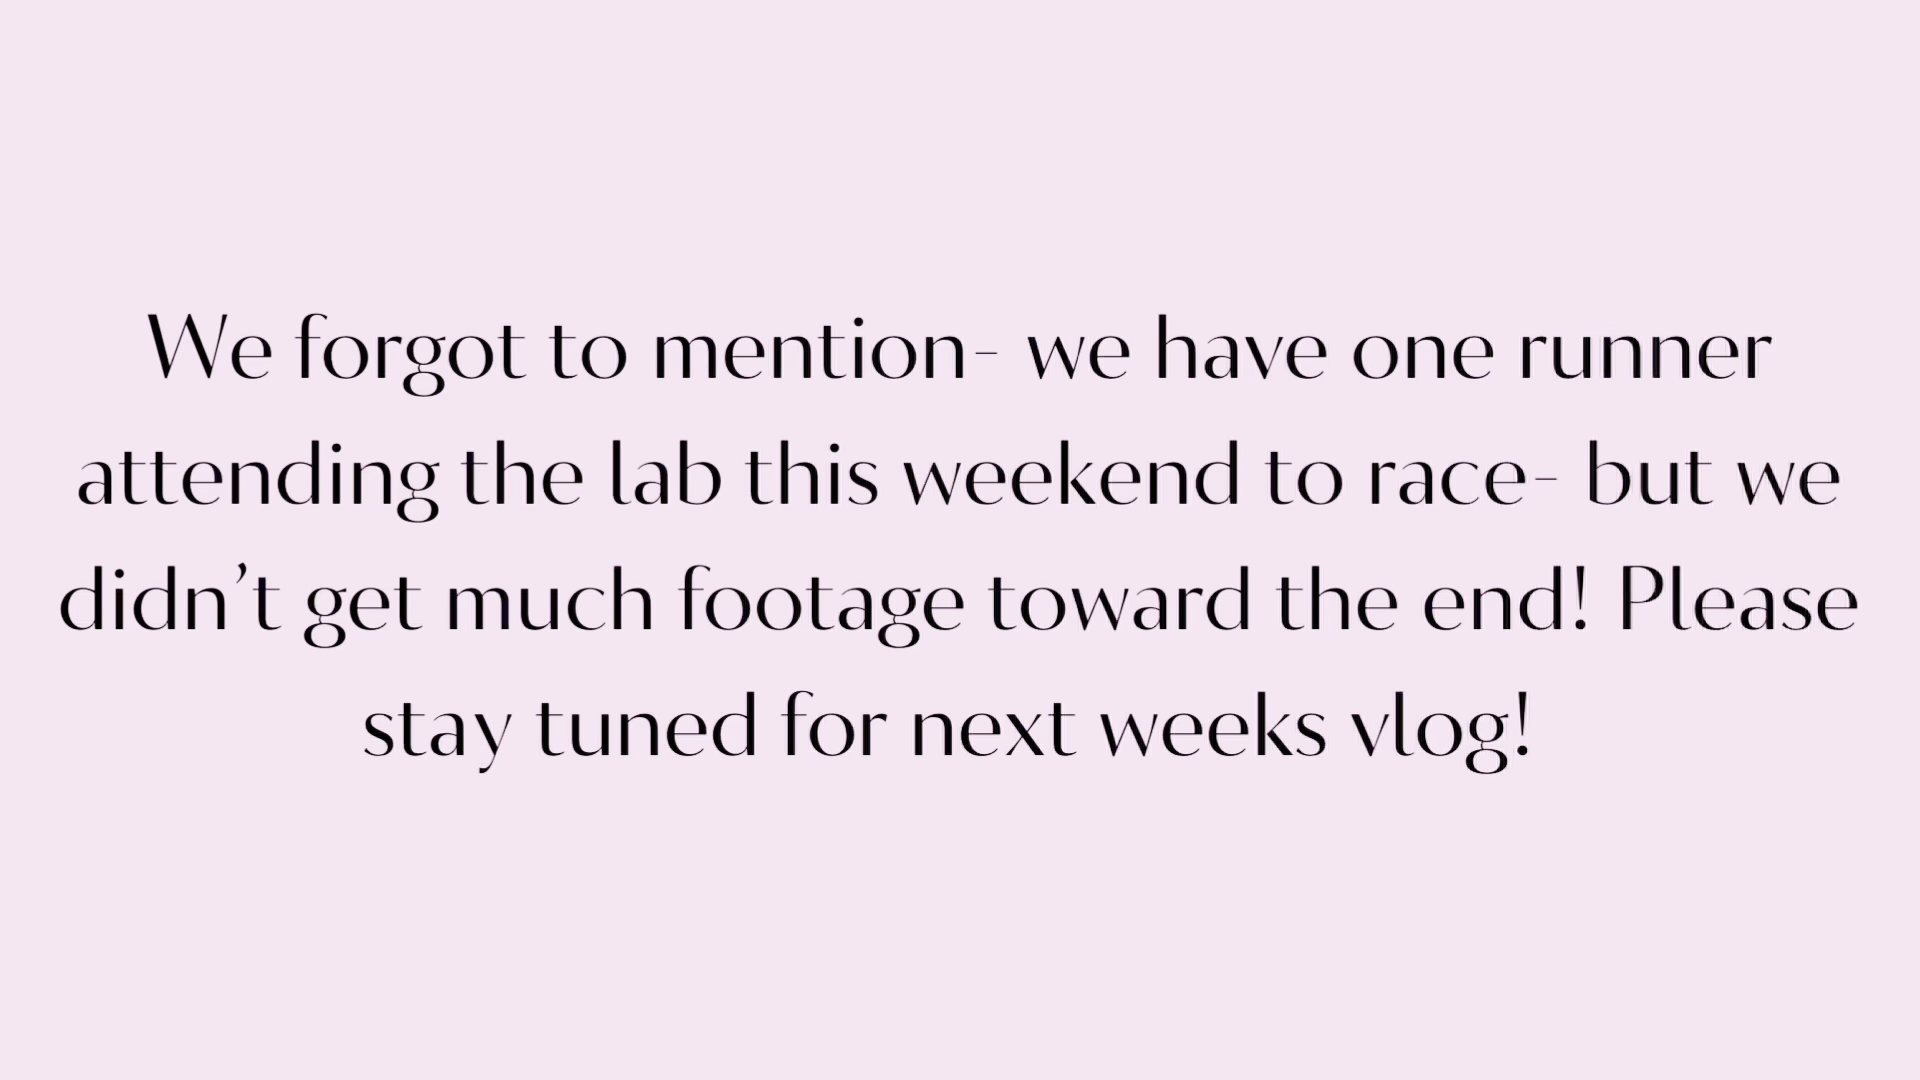 We forgot to mention- we have one runner
attending the lab this weekend to race- but we
didn’t get much footage toward the end! Please
stay tuned for next weeks vlog!